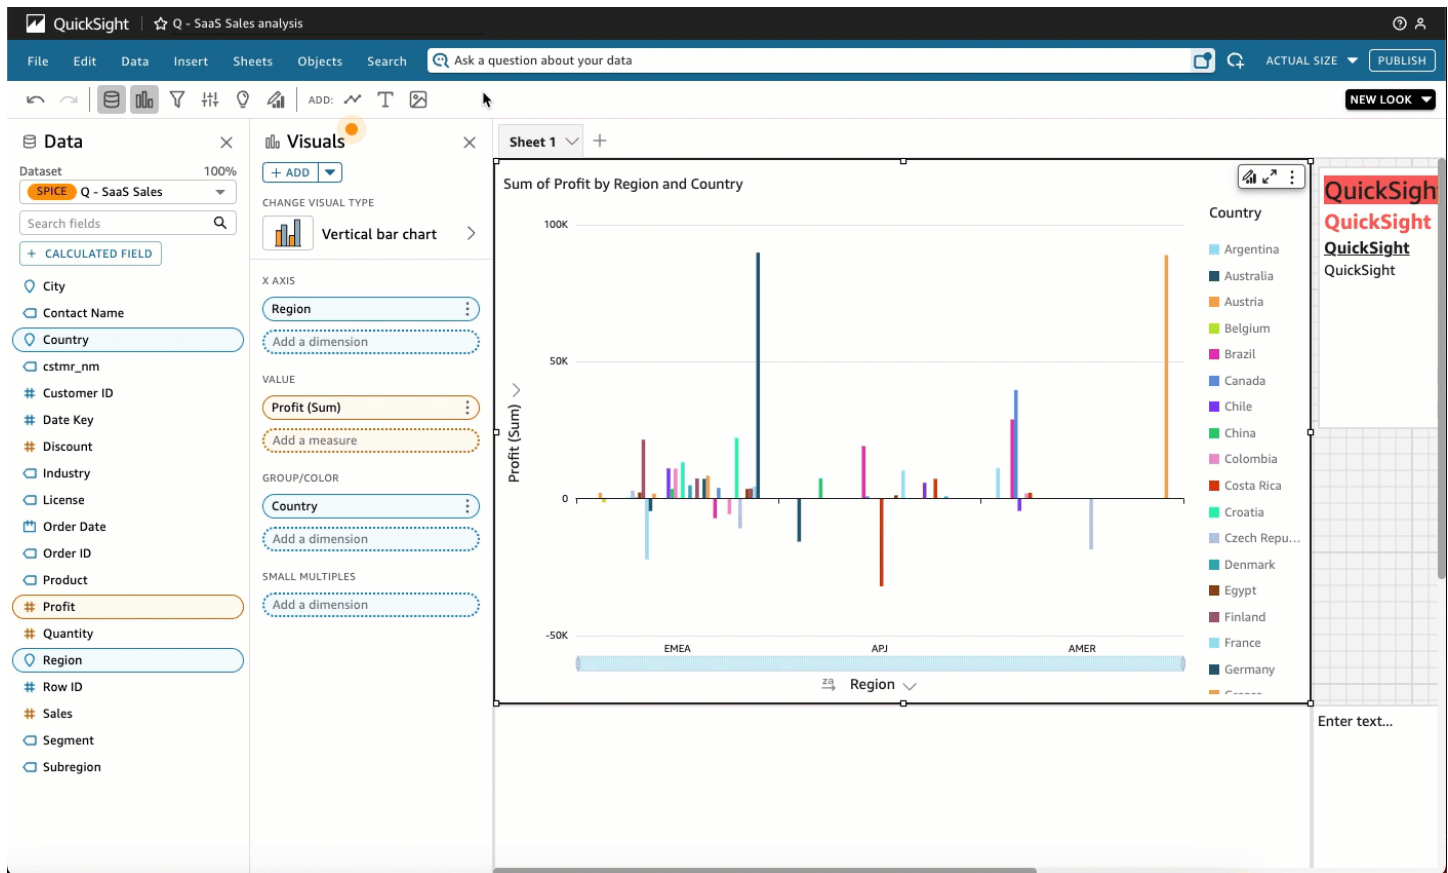 QuickSight
Q - SaaS Sales analysis
File Edit Data Insert Sheets Objects Search
Ask a question about your data
ACTUAL SIZE
PUBLISH
ADD:
NEW LOOK
Data
Dataset 100%
SPICE Q - SaaS Sales
Search fields
+ CALCULATED FIELD
City
Contact Name
Country
cstmr_nm
Customer ID
Date Key
Discount
Industry
License
Order Date
Order ID
Product
Profit
Quantity
Region
Row ID
Sales
Segment
Subregion
Visuals
+ ADD
CHANGE VISUAL TYPE
Vertical bar chart
X AXIS
Region
Add a dimension
VALUE
Profit (Sum)
Add a measure
GROUP/COLOR
Country
Add a dimension
SMALL MULTIPLES
Add a dimension
Sheet 1
Sum of Profit by Region and Country
100K
50K
0
-50K
Profit (Sum)
EMEA APJ AMER
Region
Country
Argentina
Australia
Austria
Belgium
Brazil
Canada
Chile
China
Colombia
Costa Rica
Croatia
Czech Repu...
Denmark
Egypt
Finland
France
Germany
QuickSigh
QuickSight
QuickSight
QuickSight
Enter text...